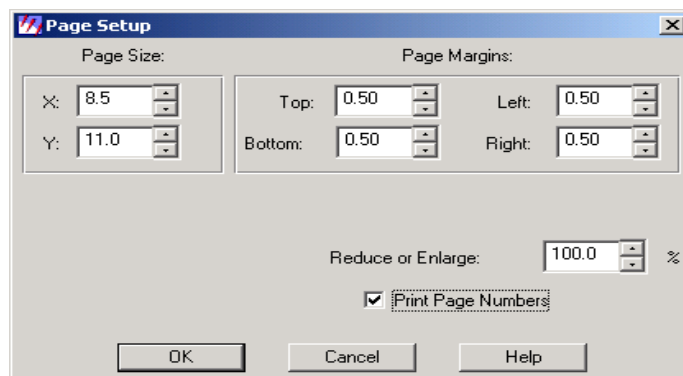 Page Setup
Page Size: Page Margins:
X: 8.5 Top: 0.50 Left: 0.50
Y: 11.0 Bottom: 0.50 Right: 0.50
Reduce or Enlarge: 100.0 %
Print Page Numbers
OK Cancel Help